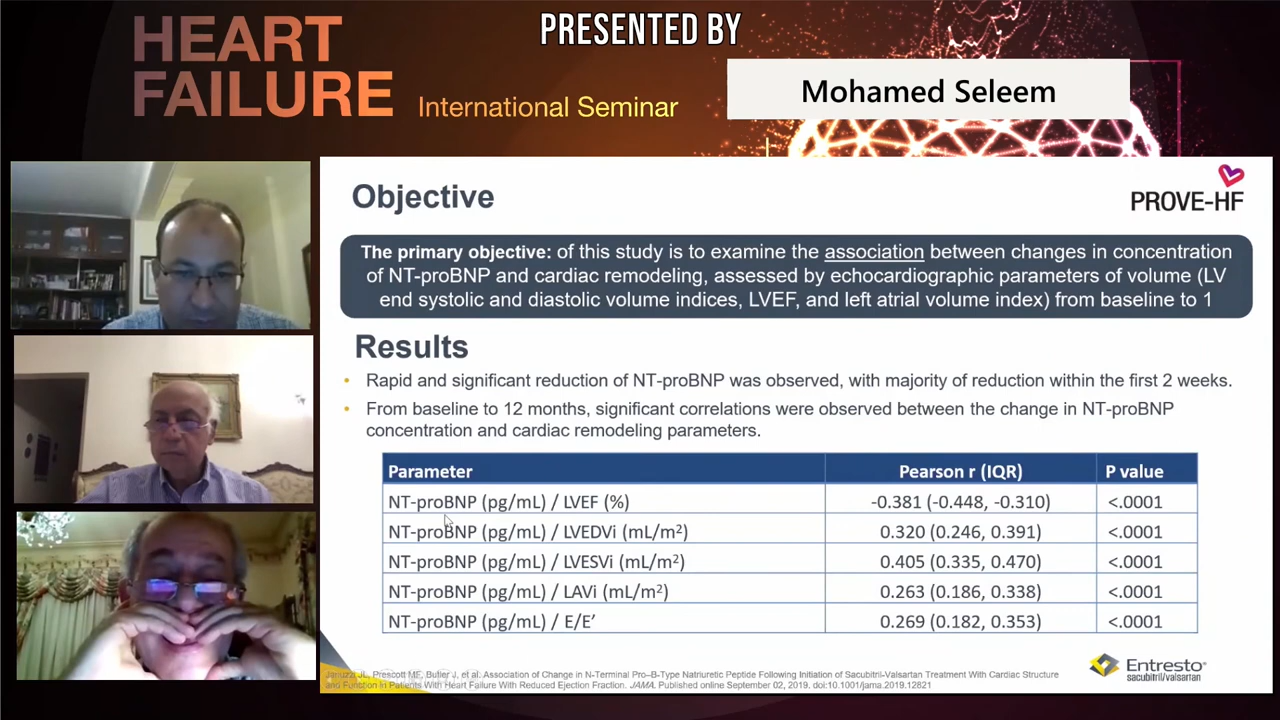 HEART
FAILURE International Seminar
PRESENTED BY
Mohamed Seleem
Objective
PROVE-HF
The primary objective: of this study is to examine the association between changes in concentration
of NT-proBNP and cardiac remodeling, assessed by echocardiographic parameters of volume (LV
end systolic and diastolic volume indices, LVEF, and left atrial volume index) from baseline to 1
Results
• Rapid and significant reduction of NT-proBNP was observed, with majority of reduction within the first 2 weeks.
• From baseline to 12 months, significant correlations were observed between the change in NT-proBNP
concentration and cardiac remodeling parameters.
Parameter Pearson r (IQR) P value
NT-proBNP (pg/mL) / LVEF (%) -0.381 (-0.448, -0.310) <.0001
NT-proBNP (pg/mL) / LVEDVi (mL/m²) 0.320 (0.246, 0.391) <.0001
NT-proBNP (pg/mL) / LVESVi (mL/m²) 0.405 (0.335, 0.470) <.0001
NT-proBNP (pg/mL) / LAVi (mL/m²) 0.263 (0.186, 0.338) <.0001
NT-proBNP (pg/mL) / E/E′ 0.269 (0.182, 0.353) <.0001
Januzzi JL, Prescott MF, Butler J, et al. Association of Change in N-Terminal Pro–B-Type Natriuretic Peptide Following Initiation of Sacubitril-Valsartan Treatment With Cardiac Structure
and Function in Patients With Heart Failure With Reduced Ejection Fraction. JAMA. Published online September 02, 2019. doi:10.1001/jama.2019.12821
Entresto®
sacubitril/valsartan